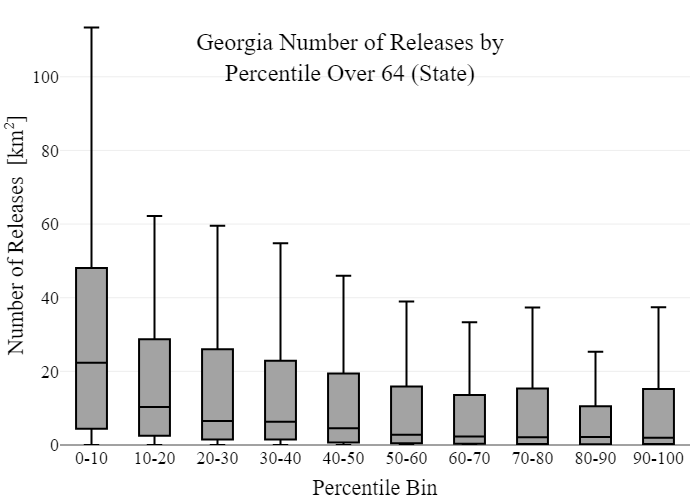 Georgia Number of Releases by
Percentile Over 64 (State)
Number of Releases [km²]
100
80
60
40
20
0
0-10 10-20 20-30 30-40 40-50 50-60 60-70 70-80 80-90 90-100
Percentile Bin